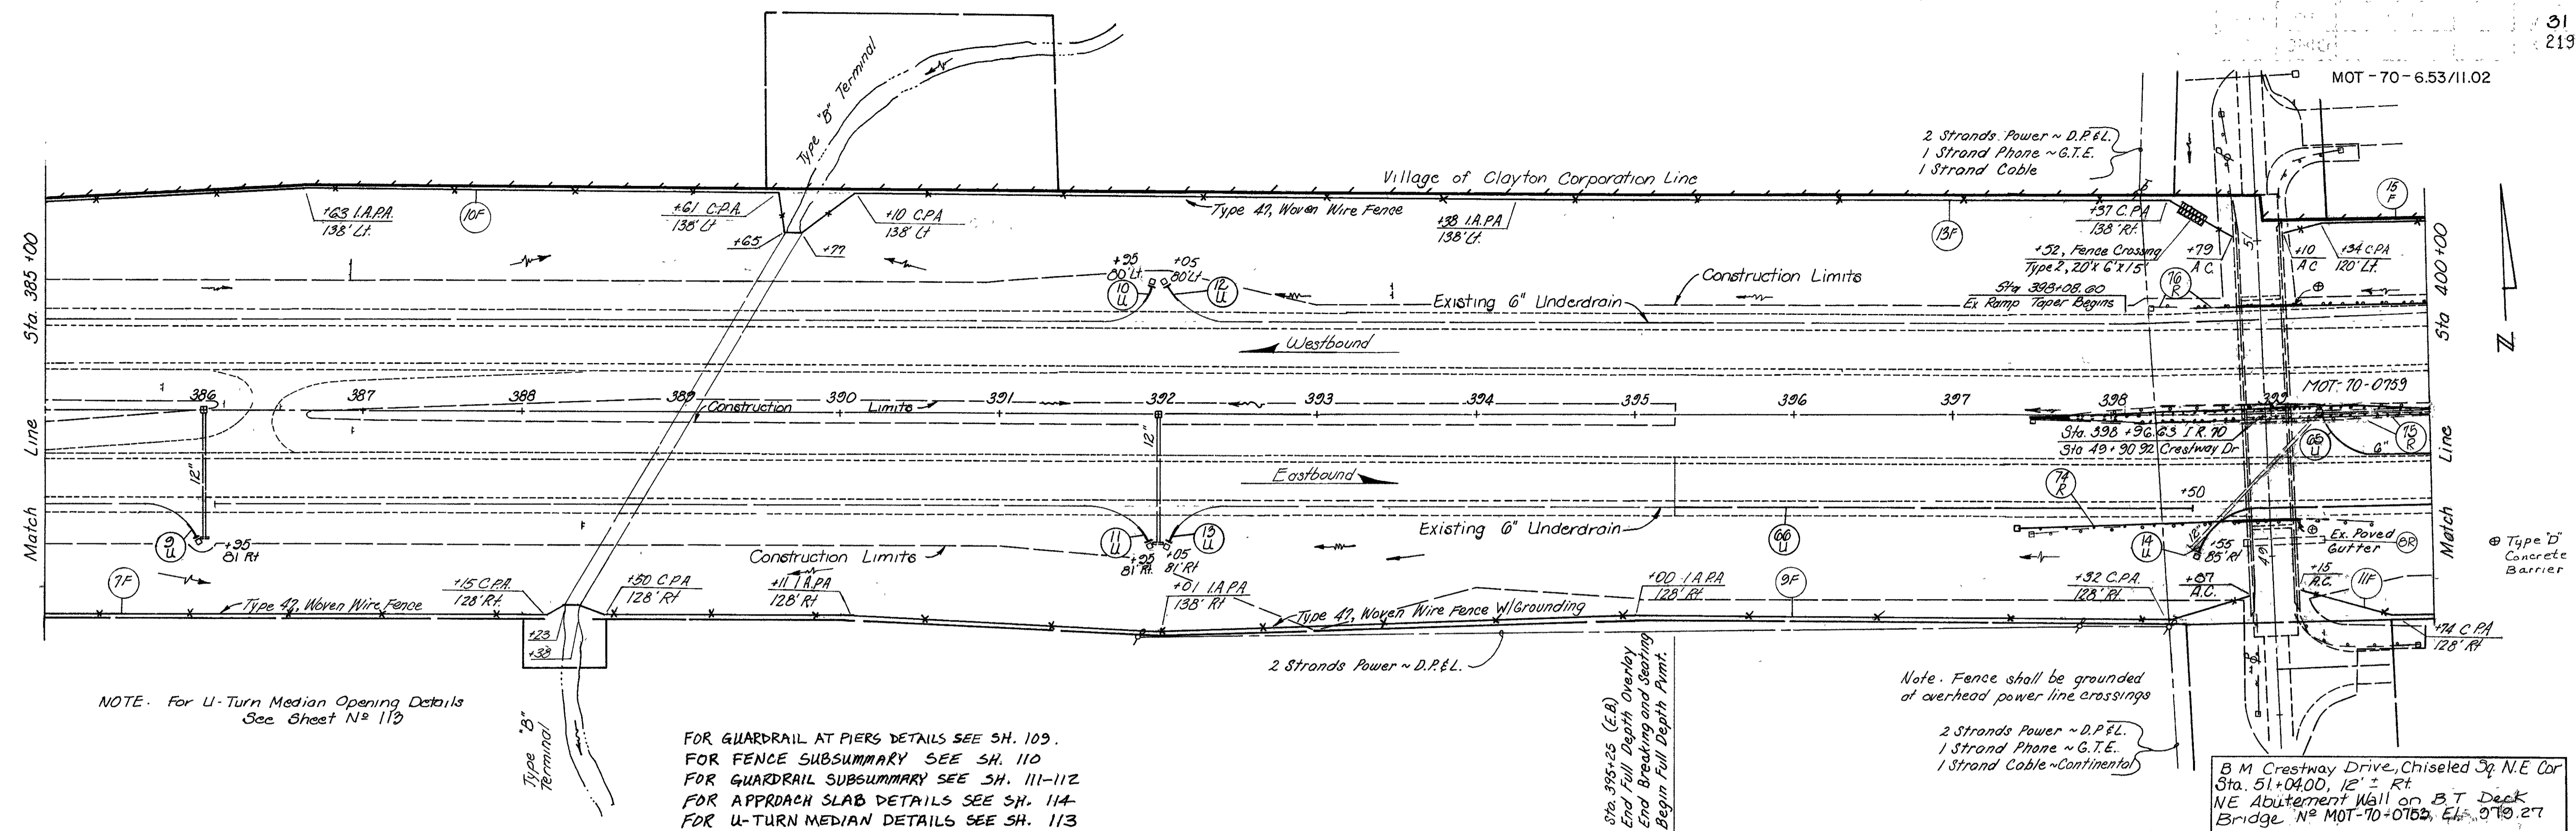 31
219
MOT-70-6.53/11.02
2 Strands Power ~ D.P.&L.
1 Strand Phone ~ G.T.E.
1 Strand Cable
Type "B" Terminal
Village of Clayton Corporation Line
Type 47, Woven Wire Fence
+63 I.A.P.A.
138' Lt.
10F
+61 C.P.A.
138' Lt
+65
+77
+10 C.P.A
138' Lt
+38 I.A.P.A
138' Lt.
13F
+37 C.P.A
138' Rt.
+52, Fence Crossing
Type 2, 20'x 6'x 15'
+79
A.C.
51
+10
A C
+34 C.P.A
120' Lt.
15
F
Sta. 385+00
Sta 400+00
+95
80' Lt.
+05
80' Lt.
10
U
12
U
Construction Limits
Existing 6" Underdrain
Sta 398+08.60
Ex Ramp Taper Begins
76
R
⊕
Westbound
N
MOT-70-0759
386 387 388 389 390 391 392 393 394 395 396 397 398 399
Construction Limits
12"
12"
Sta. 398+96.63 I R. 70
Sta 49+90 92 Crestway Dr
65
U
75
R
6"
Eastbound
74
R
+50
Match Line
Match Line
9
U
+95
81 Rt
11
U
13
U
+95
81' Rt.
+05
81' Rt
Existing 6" Underdrain
66
U
14
U
12"
+55
85' Rt
49
⊕
Ex. Paved
Gutter
8R
⊕ Type "D"
Concrete
Barrier
Construction Limits
7F
Type 47, Woven Wire Fence
+15 C.P.A.
128' Rt.
+50 C P.A
128' Rt
+11 I.A.P.A
128' Rt
+01 I.A.P.A
138' Rt
Type 47, Woven Wire Fence W/Grounding
+00 I.A.P.A
128' Rt
9F
+32 C.P.A.
128' Rt
+87
A.C.
+15
A.C.
11F
+74 C P.A
128' Rt
+23
+38
2 Strands Power ~ D.P.&L.
NOTE. For U-Turn Median Opening Details
See Sheet Nº 113
Type "B"
Terminal
FOR GUARDRAIL AT PIERS DETAILS SEE SH. 109.
FOR FENCE SUBSUMMARY SEE SH. 110
FOR GUARDRAIL SUBSUMMARY SEE SH. 111-112
FOR APPROACH SLAB DETAILS SEE SH. 114
FOR U-TURN MEDIAN DETAILS SEE SH. 113
Sta. 395+25 (E.B.)
End Full Depth Overlay
End Breaking and Seating
Begin Full Depth Pvmt.
Note. Fence shall be grounded
at overhead power line crossings
2 Strands Power ~ D.P.&L.
1 Strand Phone ~ G.T.E.
1 Strand Cable ~ Continental
B M Crestway Drive, Chiseled Sq. N.E Cor
Sta. 51+04.00, 12' ± Rt
NE Abutement Wall on B.T Deck
Bridge Nº MOT-70-0759, El. 979.27